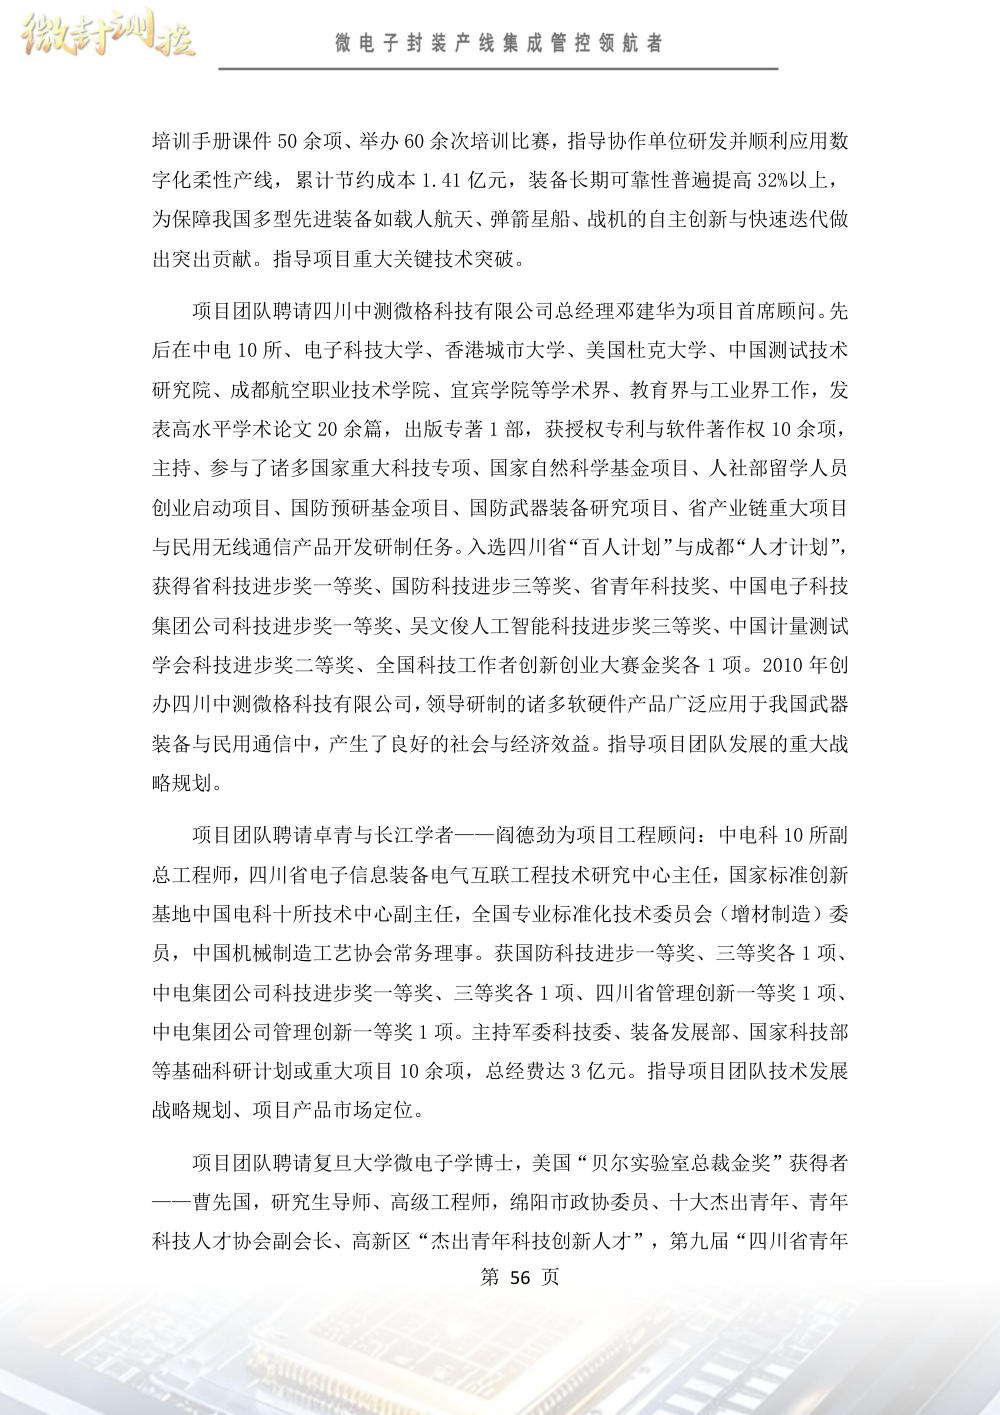 微封训控
微电子封装产线集成管控领航者
培训手册课件 50 余项、举办 60 余次培训比赛，指导协作单位研发并顺利应用数
字化柔性产线，累计节约成本 1.41 亿元，装备长期可靠性普遍提高 32%以上，
为保障我国多型先进装备如载人航天、弹箭星船、战机的自主创新与快速迭代做
出突出贡献。指导项目重大关键技术突破。
项目团队聘请四川中测微格科技有限公司总经理邓建华为项目首席顾问。先
后在中电 10 所、电子科技大学、香港城市大学、美国杜克大学、中国测试技术
研究院、成都航空职业技术学院、宜宾学院等学术界、教育界与工业界工作，发
表高水平学术论文 20 余篇，出版专著 1 部，获授权专利与软件著作权 10 余项，
主持、参与了诸多国家重大科技专项、国家自然科学基金项目、人社部留学人员
创业启动项目、国防预研基金项目、国防武器装备研究项目、省产业链重大项目
与民用无线通信产品开发研制任务。入选四川省“百人计划”与成都“人才计划”，
获得省科技进步奖一等奖、国防科技进步三等奖、省青年科技奖、中国电子科技
集团公司科技进步奖一等奖、吴文俊人工智能科技进步奖三等奖、中国计量测试
学会科技进步奖二等奖、全国科技工作者创新创业大赛金奖各 1 项。2010 年创
办四川中测微格科技有限公司，领导研制的诸多软硬件产品广泛应用于我国武器
装备与民用通信中，产生了良好的社会与经济效益。指导项目团队发展的重大战
略规划。
项目团队聘请卓青与长江学者——阎德劲为项目工程顾问：中电科 10 所副
总工程师，四川省电子信息装备电气互联工程技术研究中心主任，国家标准创新
基地中国电科十所技术中心副主任，全国专业标准化技术委员会（增材制造）委
员，中国机械制造工艺协会常务理事。获国防科技进步一等奖、三等奖各 1 项、
中电集团公司科技进步奖一等奖、三等奖各 1 项、四川省管理创新一等奖 1 项、
中电集团公司管理创新一等奖 1 项。主持军委科技委、装备发展部、国家科技部
等基础科研计划或重大项目 10 余项，总经费达 3 亿元。指导项目团队技术发展
战略规划、项目产品市场定位。
项目团队聘请复旦大学微电子学博士，美国“贝尔实验室总裁金奖”获得者
——曹先国，研究生导师、高级工程师，绵阳市政协委员、十大杰出青年、青年
科技人才协会副会长、高新区“杰出青年科技创新人才”，第九届“四川省青年
第 56 页